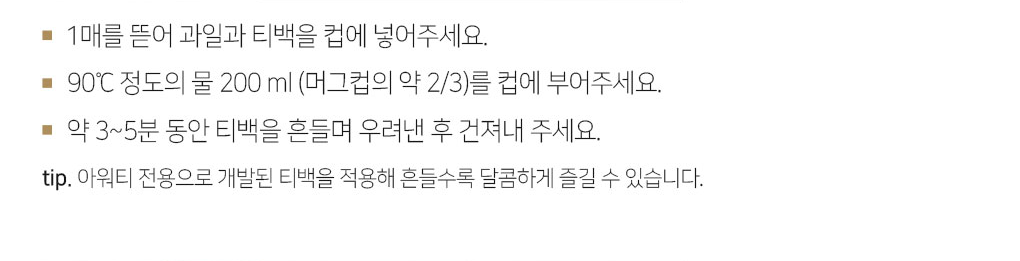 1매를 뜯어 과일과 티백을 컵에 넣어주세요.
90℃ 정도의 물 200 ml (머그컵의 약 2/3)를 컵에 부어주세요.
약 3~5분 동안 티백을 흔들며 우려낸 후 건져내 주세요.
tip. 아워티 전용으로 개발된 티백을 적용해 흔들수록 달콤하게 즐길 수 있습니다.